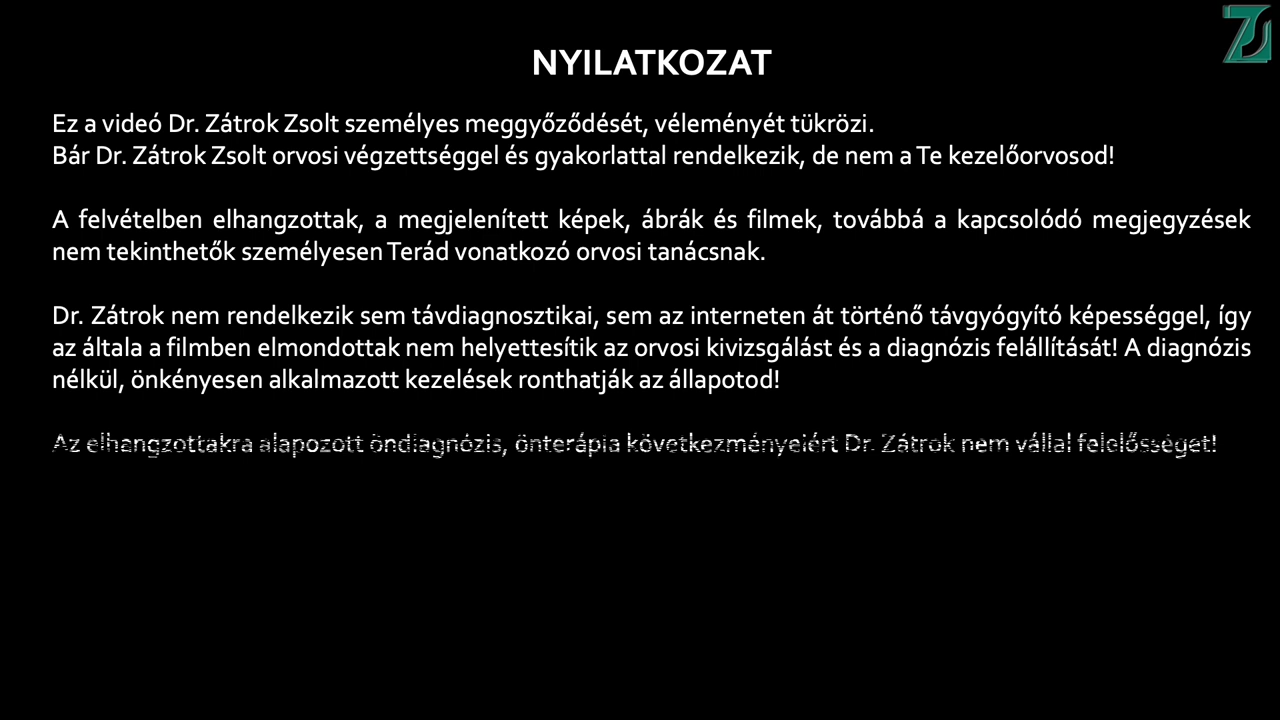 NYILATKOZAT
Ez a videó Dr. Zátrok Zsolt személyes meggyőződését, véleményét tükrözi.
Bár Dr. Zátrok Zsolt orvosi végzettséggel és gyakorlattal rendelkezik, de nem a Te kezelőorvosod!
A felvételben elhangzottak, a megjelenített képek, ábrák és filmek, továbbá a kapcsolódó megjegyzések
nem tekinthetők személyesen Terád vonatkozó orvosi tanácsnak.
Dr. Zátrok nem rendelkezik sem távdiagnosztikai, sem az interneten át történő távgyógyító képességgel, így
az általa a filmben elmondottak nem helyettesítik az orvosi kivizsgálást és a diagnózis felállítását! A diagnózis
nélkül, önkényesen alkalmazott kezelések ronthatják az állapotod!
Az elhangzottakra alapozott öndiagnózis, önterápia következményeiért Dr. Zátrok nem vállal felelősséget!